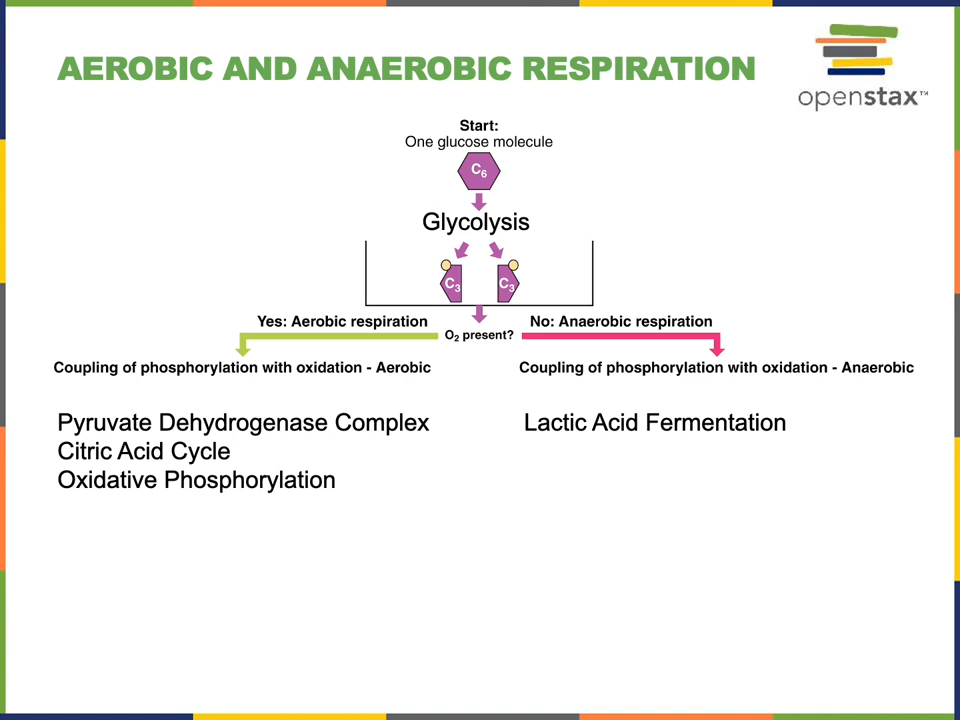 AEROBIC AND ANAEROBIC RESPIRATION
openstax™
Start:
One glucose molecule
C6
Glycolysis
C3 C3
Yes: Aerobic respiration
No: Anaerobic respiration
O2 present?
Coupling of phosphorylation with oxidation - Aerobic
Coupling of phosphorylation with oxidation - Anaerobic
Pyruvate Dehydrogenase Complex
Citric Acid Cycle
Oxidative Phosphorylation
Lactic Acid Fermentation